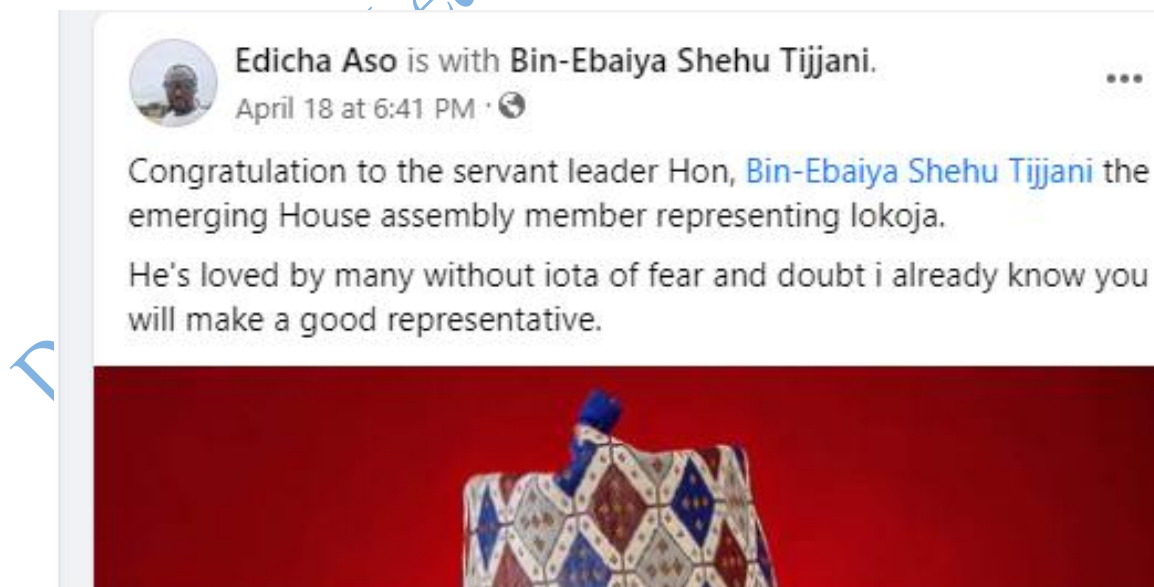 Edicha Aso is with Bin-Ebaiya Shehu Tijjani.
April 18 at 6:41 PM ·
Congratulation to the servant leader Hon, Bin-Ebaiya Shehu Tijjani the
emerging House assembly member representing lokoja.
He's loved by many without iota of fear and doubt i already know you
will make a good representative.